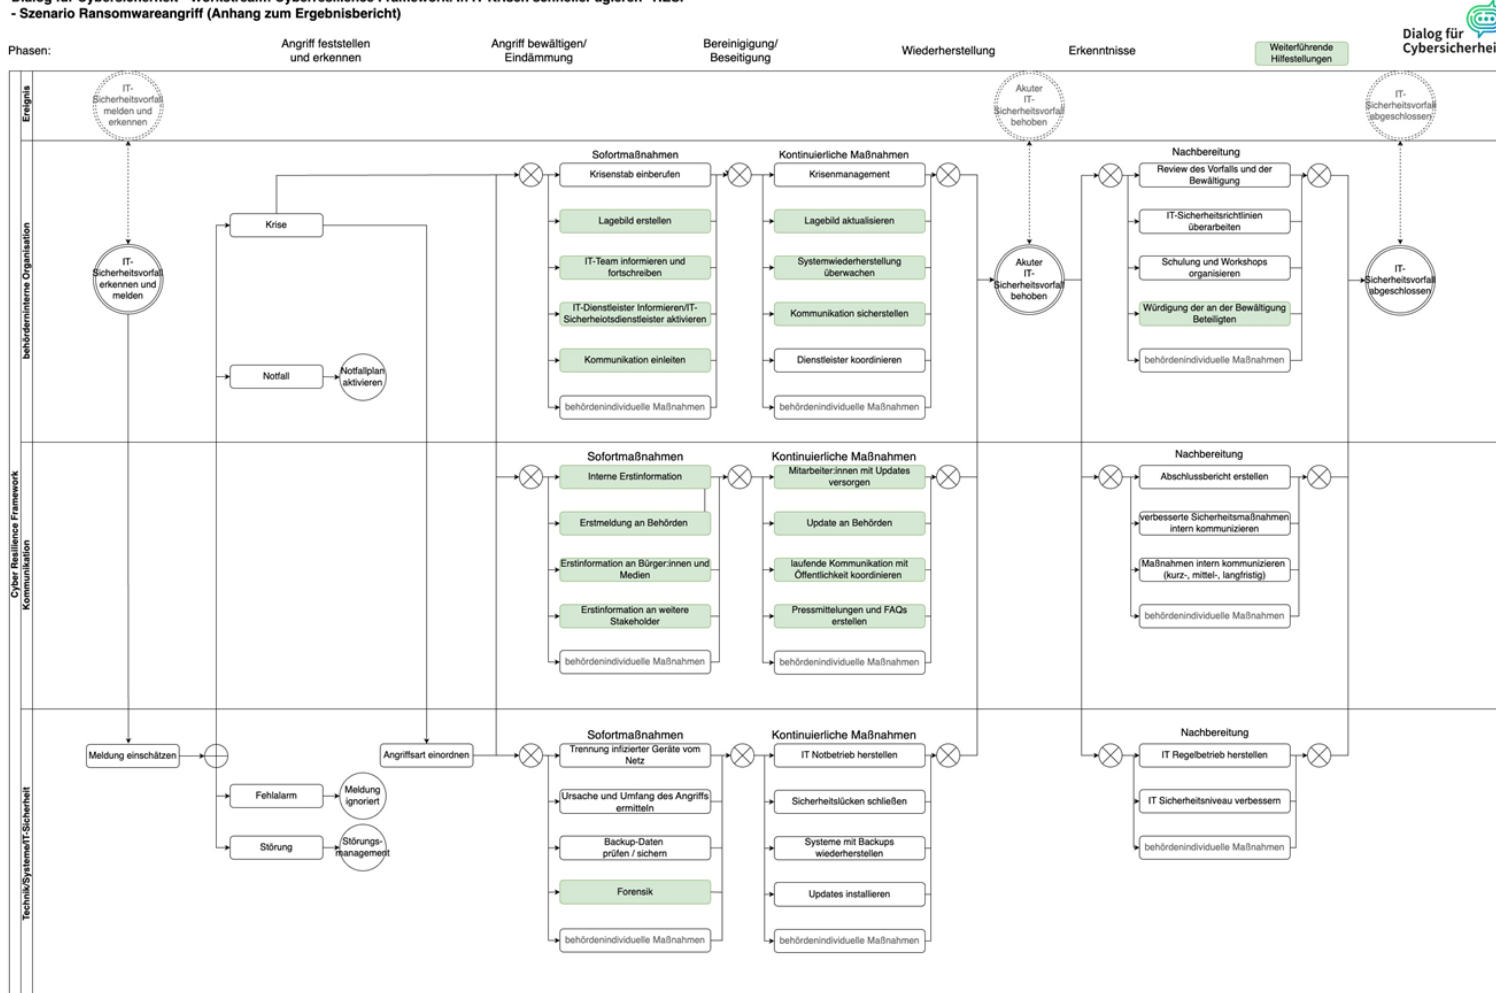 - Szenario Ransomwareangriff (Anhang zum Ergebnisbericht)
Dialog für
Cybersicherhei
Phasen:
Angriff feststellen
und erkennen
Angriff bewältigen/
Eindämmung
Bereinigigung/
Beseitigung
Wiederherstellung
Erkenntnisse
Weiterführende
Hilfestellungen
Cyber Resilience Framework
Ereignis
IT-
Sicherheitsvorfall
melden und
erkennen
Akuter
IT-
Sicherheitsvorfall
behoben
IT-
Sicherheitsvorfall
abgeschlossen
behörderninterne Organisation
IT-
Sicherheitsvorfall
erkennen und
melden
Krise
Notfall
Notfallplan
aktivieren
Sofortmaßnahmen
Krisenstab einberufen
Lagebild erstellen
IT-Team informieren und
fortschreiben
IT-Dienstleister Informieren/IT-
Sicherheiotsdienstleister aktivieren
Kommunikation einleiten
behördenindividuelle Maßnahmen
Kontinuierliche Maßnahmen
Krisenmanagement
Lagebild aktualisieren
Systemwiederherstellung
überwachen
Kommunikation sicherstellen
Dienstleister koordinieren
behördenindividuelle Maßnahmen
Akuter
IT-
Sicherheitsvorfall
behoben
Nachbereitung
Review des Vorfalls und der
Bewältigung
IT-Sicherheitsrichtlinien
überarbeiten
Schulung und Workshops
organisieren
Würdigung der an der Bewältigung
Beteiligten
behördenindividuelle Maßnahmen
IT-
Sicherheitsvorfall
abgeschlossen
Kommunikation
Sofortmaßnahmen
Interne Erstinformation
Erstmeldung an Behörden
Erstinformation an Bürger:innen und
Medien
Erstinformation an weitere
Stakeholder
behördenindividuelle Maßnahmen
Kontinuierliche Maßnahmen
Mitarbeiter:innen mit Updates
versorgen
Update an Behörden
laufende Kommunikation mit
Öffentlichkeit koordinieren
Pressmittelungen und FAQs
erstellen
behördenindividuelle Maßnahmen
Nachbereitung
Abschlussbericht erstellen
verbesserte Sicherheitsmaßnahmen
intern kommunizieren
Maßnahmen intern kommunizieren
(kurz-, mittel-, langfristig)
behördenindividuelle Maßnahmen
Technik/Systeme/IT-Sicherheit
Meldung einschätzen
Fehlalarm
Meldung
ignoriert
Störung
Störungs-
management
Angriffsart einordnen
Sofortmaßnahmen
Trennung infizierter Geräte vom
Netz
Ursache und Umfang des Angriffs
ermitteln
Backup-Daten
prüfen / sichern
Forensik
behördenindividuelle Maßnahmen
Kontinuierliche Maßnahmen
IT Notbetrieb herstellen
Sicherheitslücken schließen
Systeme mit Backups
wiederherstellen
Updates installieren
behördenindividuelle Maßnahmen
Nachbereitung
IT Regelbetrieb herstellen
IT Sicherheitsniveau verbessern
behördenindividuelle Maßnahmen